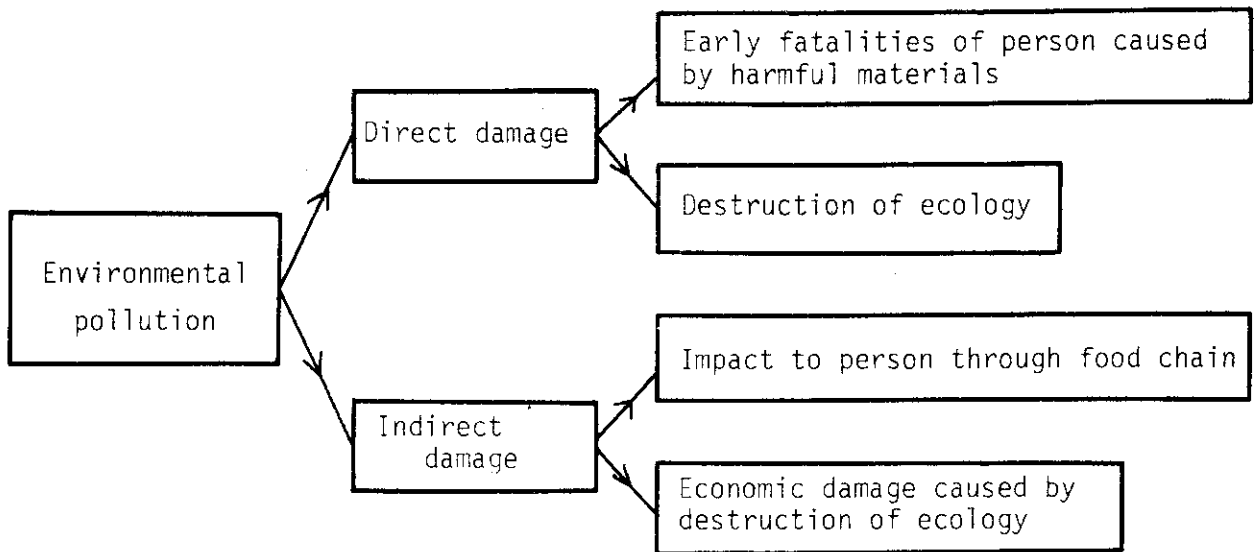 Early fatalities of person caused
by harmful materials
Direct damage
Destruction of ecology
Environmental
pollution
Impact to person through food chain
Indirect
damage
Economic damage caused by
destruction of ecology